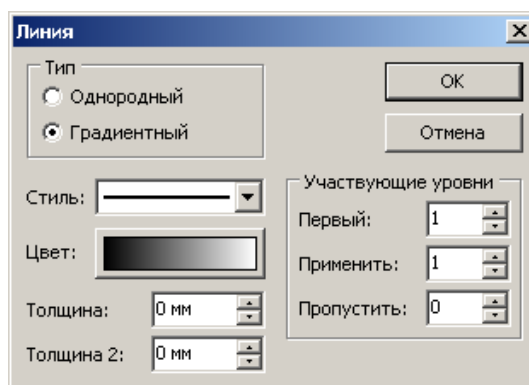 Линия
Тип
Однородный
Градиентный
OK
Отмена
Стиль:
Цвет:
Толщина: 0 мм
Толщина 2: 0 мм
Участвующие уровни
Первый: 1
Применить: 1
Пропустить: 0